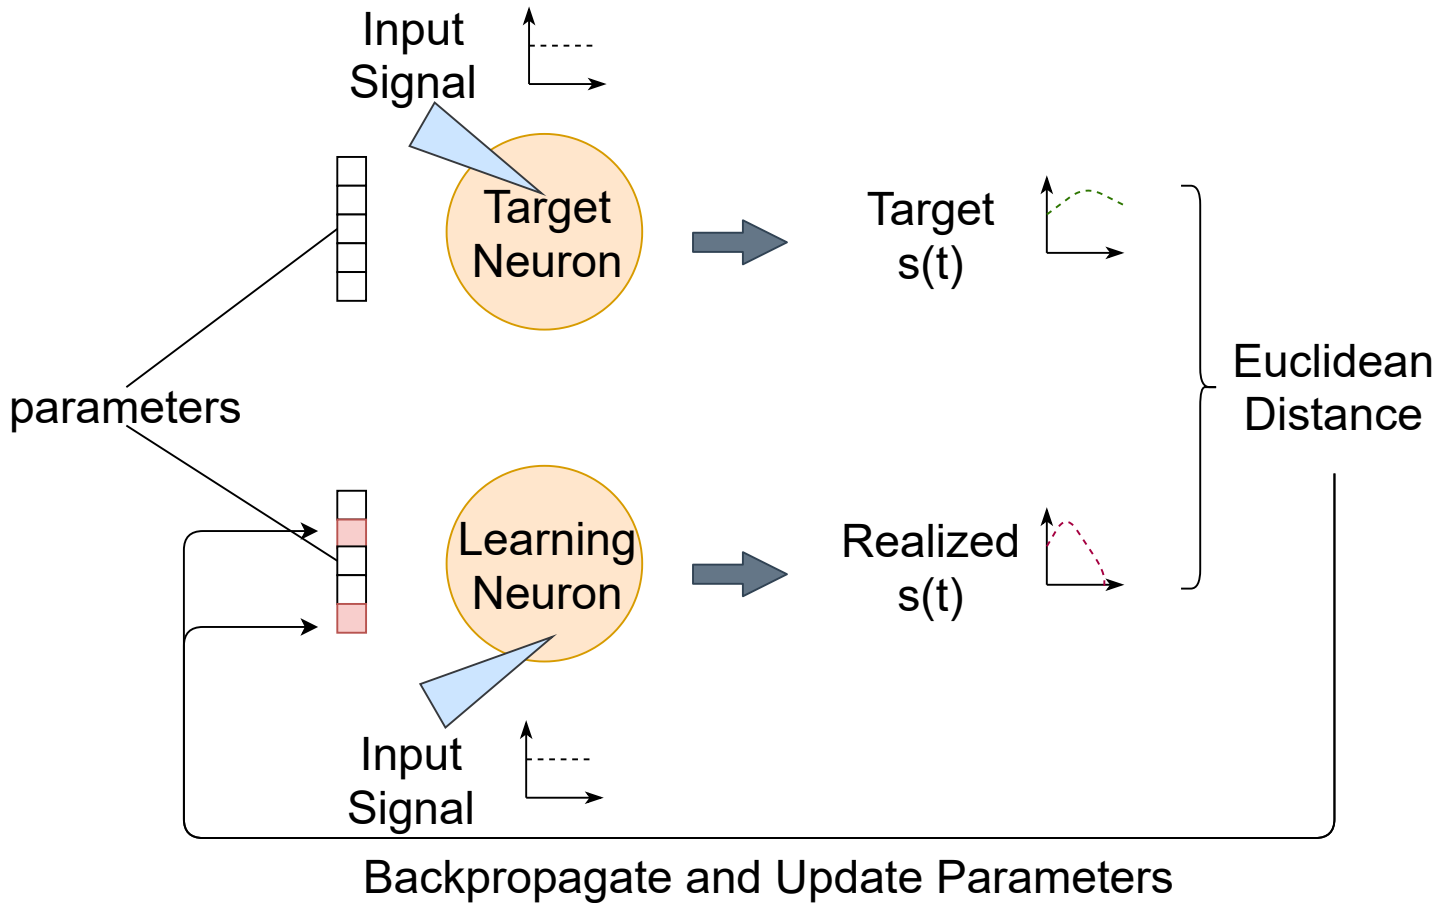 Input
Signal
Target
Neuron
Target
s(t)
Euclidean
Distance
parameters
Learning
Neuron
Realized
s(t)
Input
Signal
Backpropagate and Update Parameters